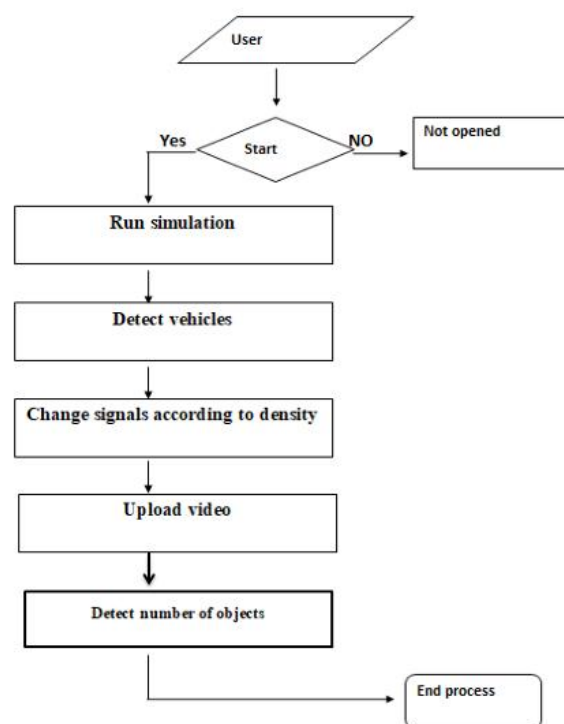 User
Yes
Start
NO
Not opened
Run simulation
Detect vehicles
Change signals according to density
Upload video
Detect number of objects
End process